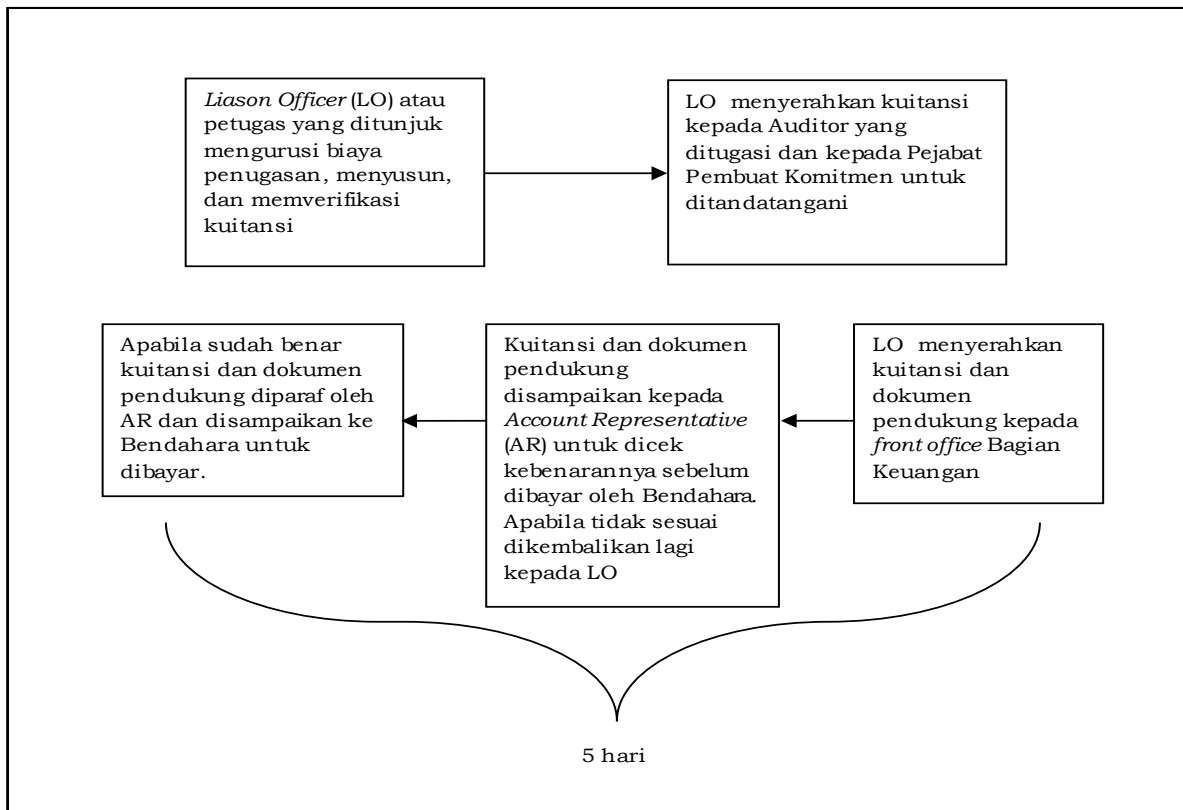 Liason Officer (LO) atau
petugas yang ditunjuk
mengurusi biaya
penugasan, menyusun,
dan memverifikasi
kuitansi
LO menyerahkan kuitansi
kepada Auditor yang
ditugasi dan kepada Pejabat
Pembuat Komitmen untuk
ditandatangani
LO menyerahkan
kuitansi dan
dokumen
pendukung kepada
front office Bagian
Keuangan
Kuitansi dan dokumen
pendukung
disampaikan kepada
Account Representative
(AR) untuk dicek
kebenarannya sebelum
dibayar oleh Bendahara.
Apabila tidak sesuai
dikembalikan lagi
kepada LO
Apabila sudah benar
kuitansi dan dokumen
pendukung diparaf oleh
AR dan disampaikan ke
Bendahara untuk
dibayar.
5 hari